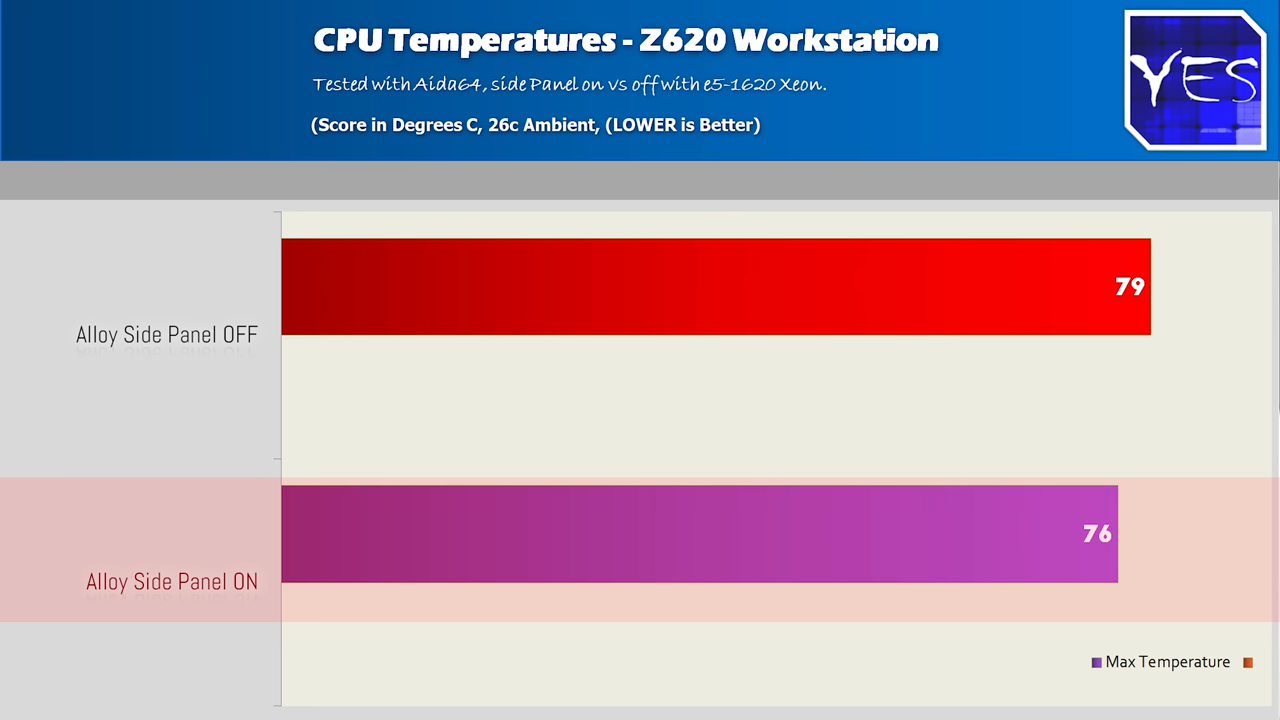 CPU Temperatures - Z620 Workstation
Tested with Aida64, side Panel on vs off with e5-1620 Xeon.
(Score in Degrees C, 26c Ambient, (LOWER is Better)
YES
79
Alloy Side Panel OFF
76
Alloy Side Panel ON
Max Temperature